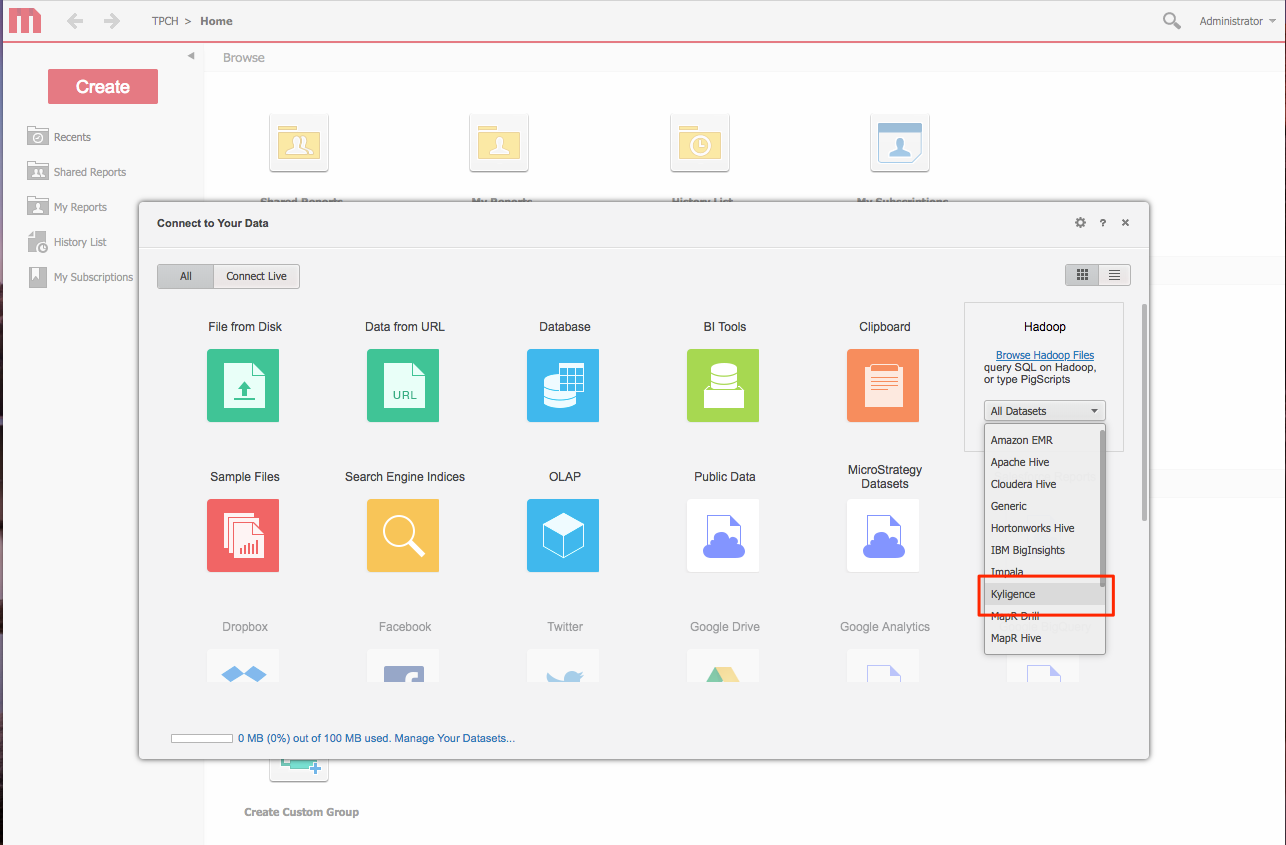 TPCH > Home
Administrator
Browse
Create
Recents
Shared Reports
My Reports
History List
My Subscriptions
Shared Reports
My Reports
History List
My Subscriptions
Connect to Your Data
?
All
Connect Live
File from Disk
Data from URL
Database
BI Tools
Clipboard
Hadoop
URL
Browse Hadoop Files
query SQL on Hadoop,
or type PigScripts
All Datasets
Amazon EMR
Apache Hive
Cloudera Hive
Generic
Hortonworks Hive
IBM BigInsights
Impala
Kyligence
MapR Drill
MapR Hive
Sample Files
Search Engine Indices
OLAP
Public Data
MicroStrategy
Datasets
Dropbox
Facebook
Twitter
Google Drive
Google Analytics
0 MB (0%) out of 100 MB used. Manage Your Datasets...
Create Custom Group